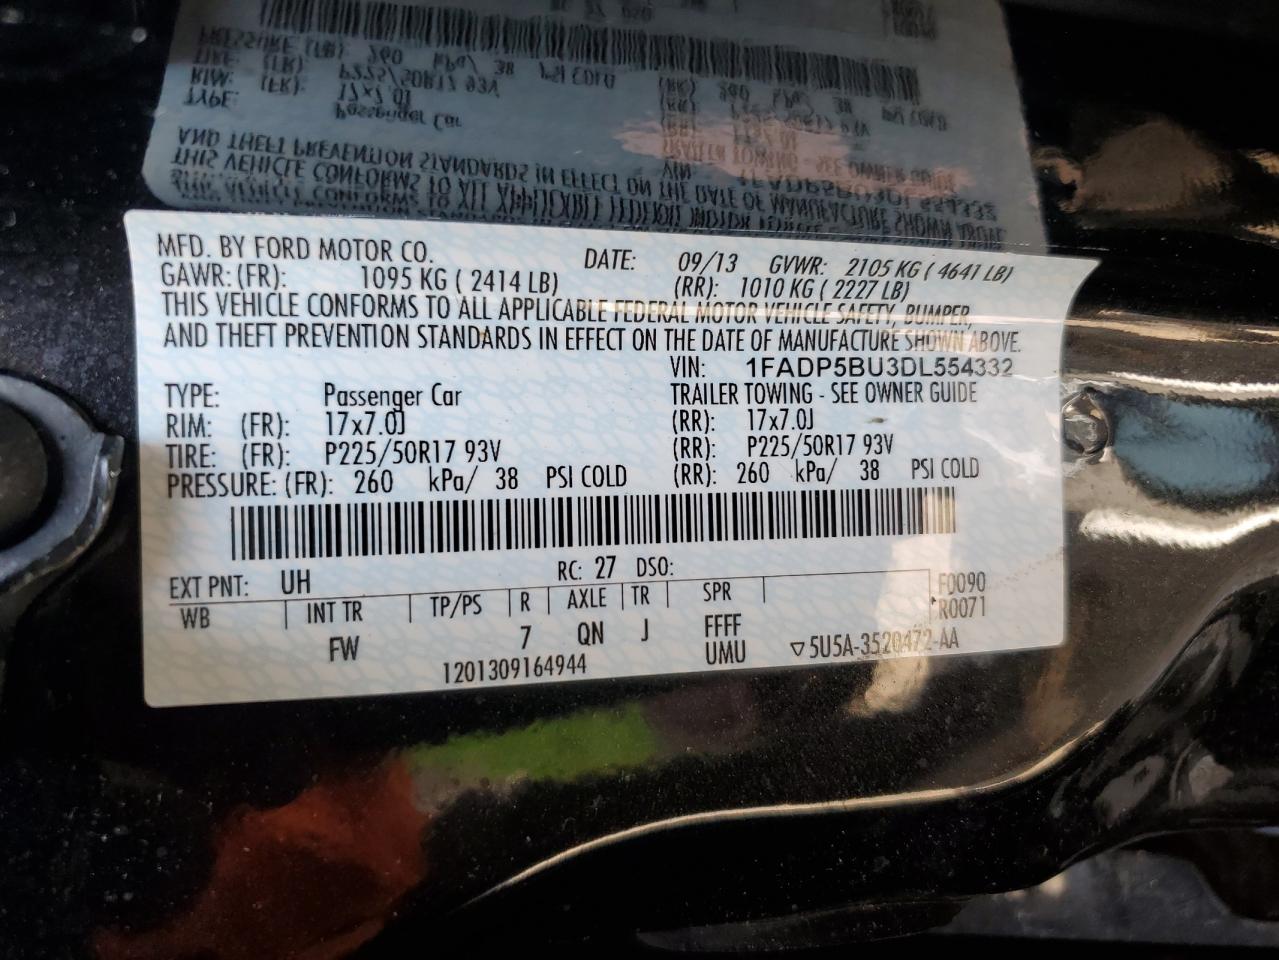 MFD. BY FORD MOTOR CO. DATE: 09/13 GVWR: 2105 KG ( 4641 LB)
GAWR: (FR): 1095 KG ( 2414 LB) (RR): 1010 KG ( 2227 LB)
THIS VEHICLE CONFORMS TO ALL APPLICABLE FEDERAL MOTOR VEHICLE SAFETY, BUMPER,
AND THEFT PREVENTION STANDARDS IN EFFECT ON THE DATE OF MANUFACTURE SHOWN ABOVE.
VIN: 1FADP5BU3DL554332
TYPE: Passenger Car TRAILER TOWING - SEE OWNER GUIDE
RIM: (FR): 17x7.0J (RR): 17x7.0J
TIRE: (FR): P225/50R17 93V (RR): P225/50R17 93V
PRESSURE: (FR): 260 kPa/ 38 PSI COLD (RR): 260 kPa/ 38 PSI COLD
EXT PNT: UH RC: 27 DSO: F0090
WB INT TR TP/PS R AXLE TR SPR R0071
FW 7 QN J FFFF
UMU ▽5U5A-3520472-AA
1201309164944